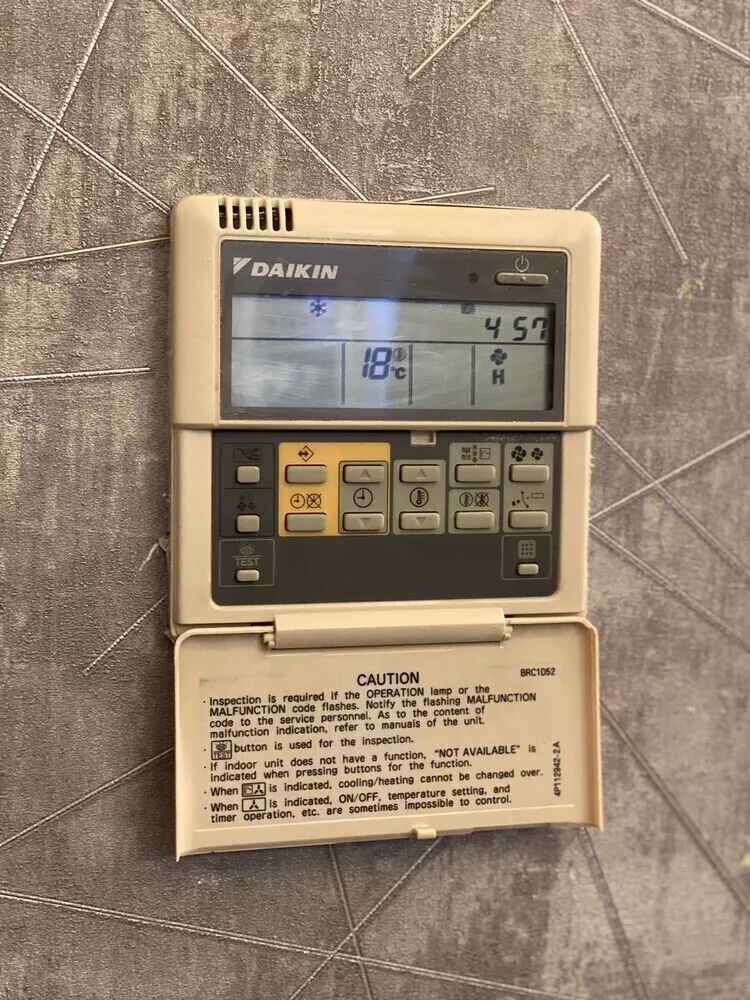 DAIKIN
4 57
18 °C
H
TEST
CAUTION
BRC1D52
· Inspection is required if the OPERATION lamp or the
MALFUNCTION code flashes. Notify the flashing MALFUNCTION
code to the service personnel. As to the content of
malfunction indication, refer to manuals of the unit.
· TEST button is used for the inspection.
· If indoor unit does not have a function, "NOT AVAILABLE" is
indicated when pressing buttons for the function.
· When is indicated, cooling/heating cannot be changed over.
· When is indicated, ON/OFF, temperature setting, and
timer operation, etc. are sometimes impossible to control.
4P112942-2A